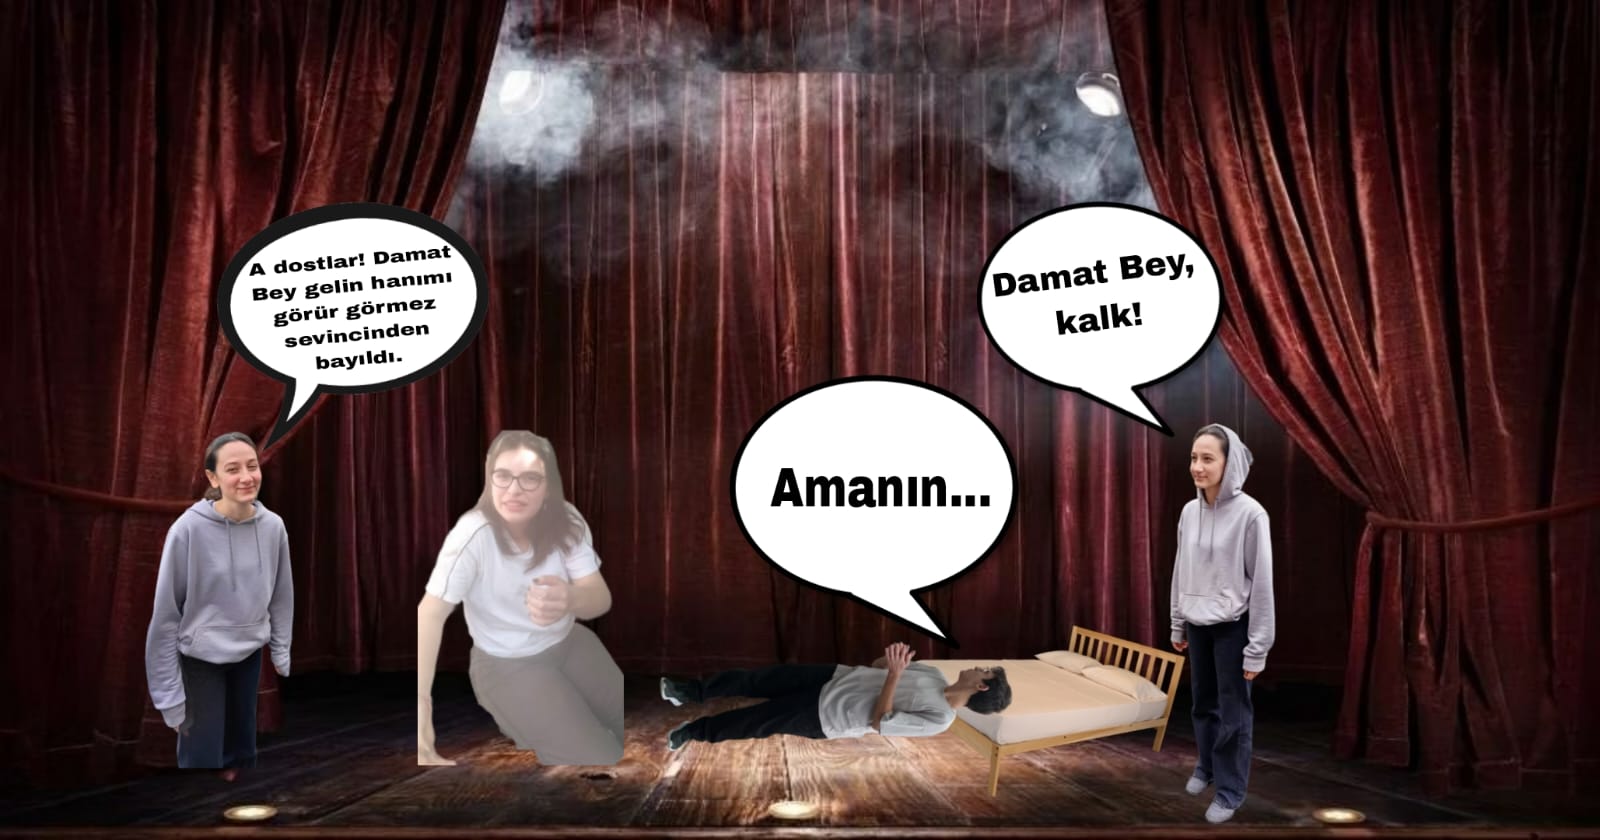 A dostlar! Damat
Bey gelin hanımı
görür görmez
sevincinden
bayıldı.
Amanın...
Damat Bey,
kalk!